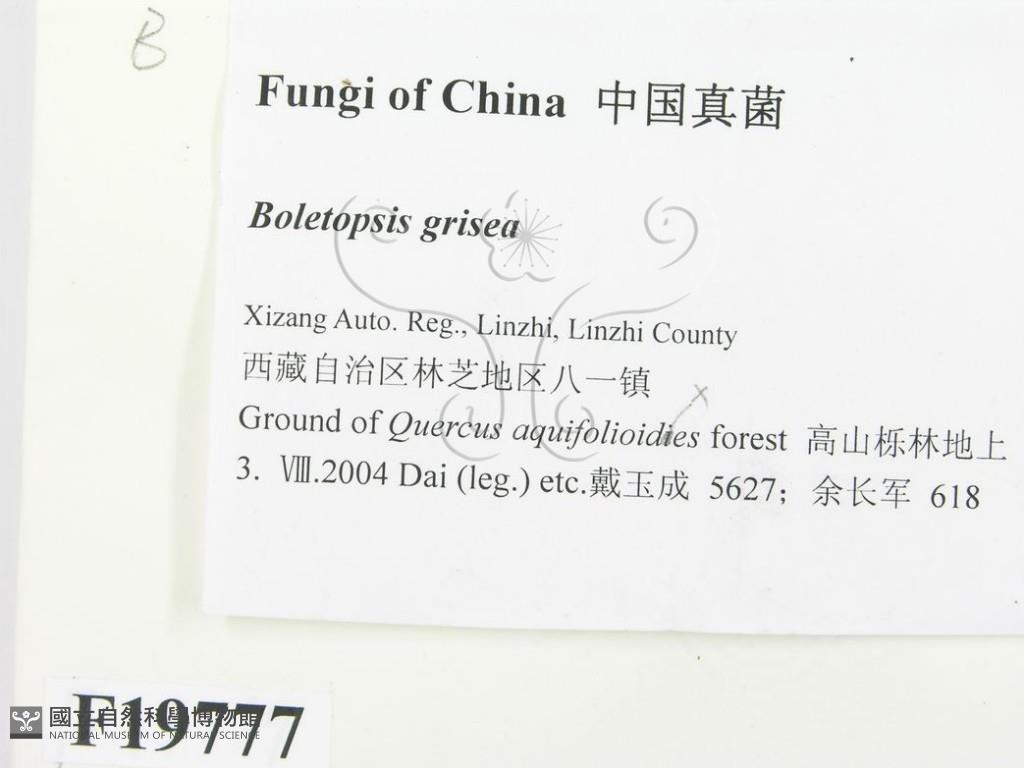 B
Fungi of China 中国真菌
Boletopsis grisea
Xizang Auto. Reg., Linzhi, Linzhi County
西藏自治区林芝地区八一镇
Ground of Quercus aquifolioidies forest 高山栎林地上
3. Ⅷ.2004 Dai (leg.) etc.戴玉成 5627；余长军 618
F19777
國立自然科學博物館
NATIONAL MUSEUM OF NATURAL SCIENCE